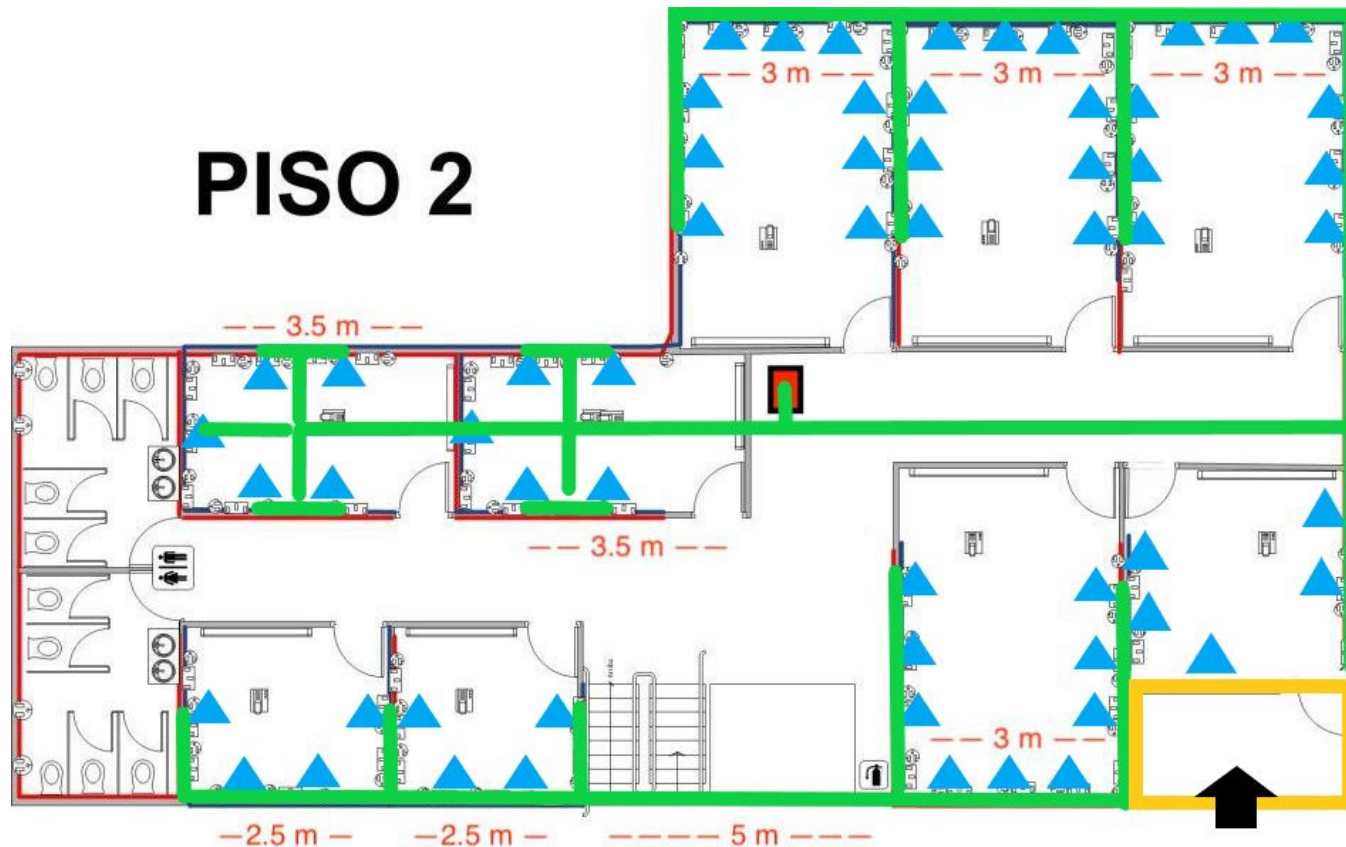 — — 3 m — —
— — 3 m — —
— — 3 m — —
PISO 2
— — 3.5 m — —
— — 3.5 m — —
— — 3 m — —
—2.5 m —
—2.5 m —
— — 5 m — —